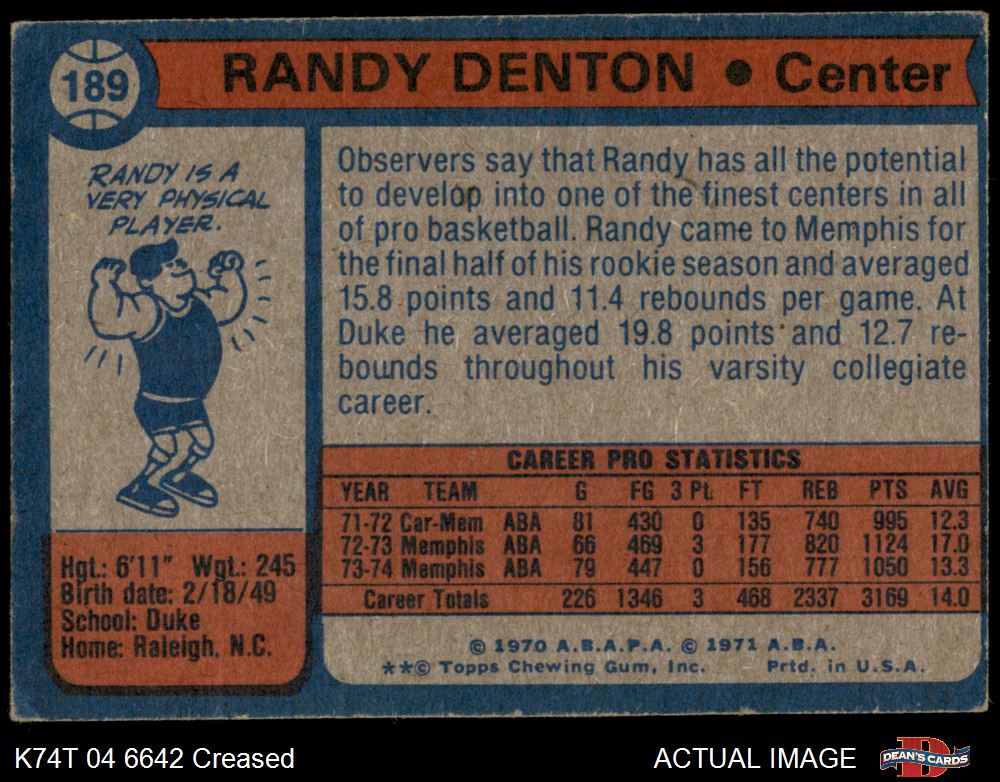 189
RANDY DENTON • Center
RANDY IS A
VERY PHYSICAL
PLAYER.
Observers say that Randy has all the potential
to develop into one of the finest centers in all
of pro basketball. Randy came to Memphis for
the final half of his rookie season and averaged
15.8 points and 11.4 rebounds per game. At
Duke he averaged 19.8 points and 12.7 re-
bounds throughout his varsity collegiate
career.
Hgt.: 6'11" Wgt.: 245
Birth date: 2/18/49
School: Duke
Home: Raleigh, N.C.
CAREER PRO STATISTICS
YEAR TEAM G FG 3 Pt. FT REB PTS AVG
71-72 Car-Mem ABA 81 430 0 135 740 995 12.3
72-73 Memphis ABA 66 469 3 177 820 1124 17.0
73-74 Memphis ABA 79 447 0 156 777 1050 13.3
Career Totals 226 1346 3 468 2337 3169 14.0
© 1970 A.B.A.P.A. © 1971 A.B.A.
**© Topps Chewing Gum, Inc. Prtd. in U.S.A.
K74T 04 6642 Creased
ACTUAL IMAGE
D
DEAN'S CARDS